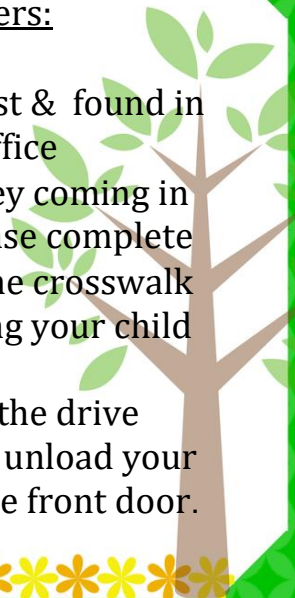 ers:
st & found in
ffice
ey coming in
se complete
he crosswalk
ng your child
the drive
unload your
e front door.